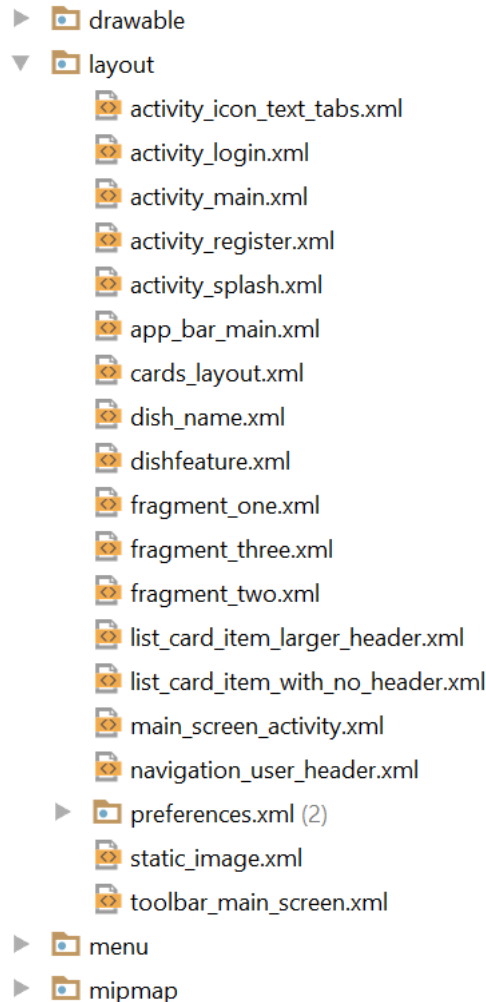 drawable
layout
activity_icon_text_tabs.xml
activity_login.xml
activity_main.xml
activity_register.xml
activity_splash.xml
app_bar_main.xml
cards_layout.xml
dish_name.xml
dishfeature.xml
fragment_one.xml
fragment_three.xml
fragment_two.xml
list_card_item_larger_header.xml
list_card_item_with_no_header.xml
main_screen_activity.xml
navigation_user_header.xml
preferences.xml (2)
static_image.xml
toolbar_main_screen.xml
menu
mipmap